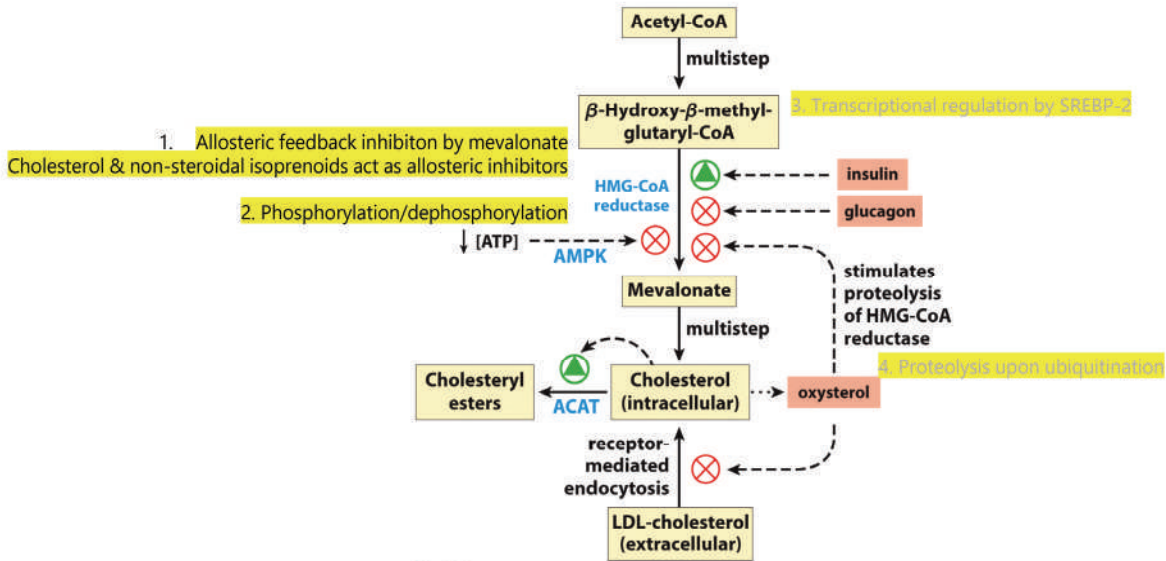 Acetyl-CoA
multistep
β-Hydroxy-β-methyl-
glutaryl-CoA
3. Transcriptional regulation by SREBP-2
1. Allosteric feedback inhibiton by mevalonate
Cholesterol & non-steroidal isoprenoids act as allosteric inhibitors
HMG-CoA
reductase
insulin
glucagon
2. Phosphorylation/dephosphorylation
↓ [ATP]
AMPK
stimulates
proteolysis
of HMG-CoA
reductase
Mevalonate
multistep
4. Proteolysis upon ubiquitination
Cholesteryl
esters
ACAT
Cholesterol
(intracellular)
oxysterol
receptor-
mediated
endocytosis
LDL-cholesterol
(extracellular)